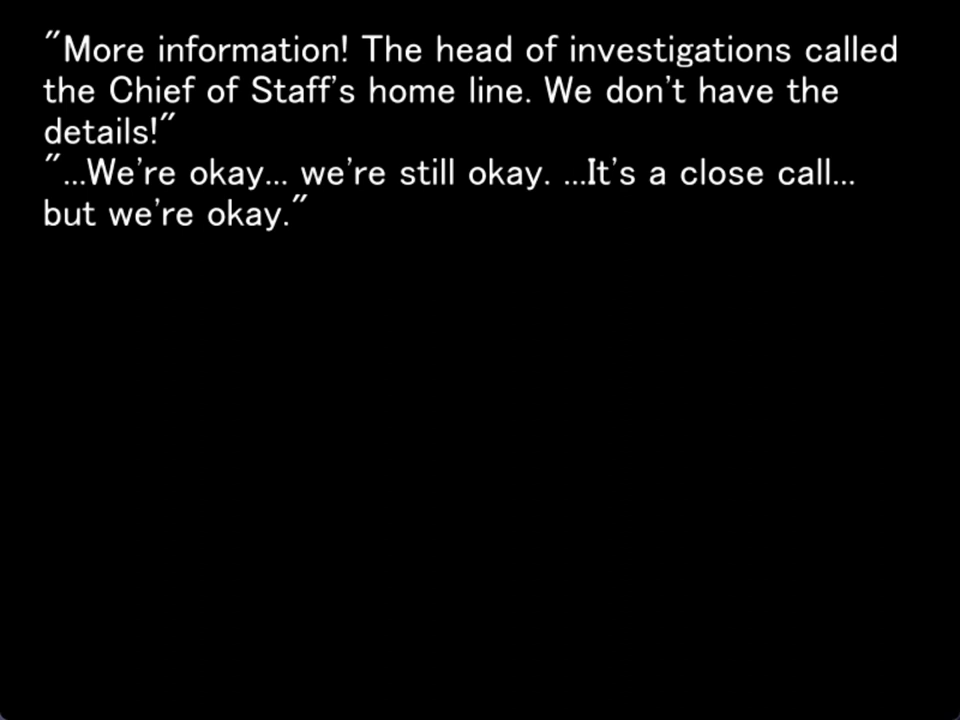 "More information! The head of investigations called
the Chief of Staff's home line. We don't have the
details!"
"...We're okay... we're still okay. ...It's a close call...
but we're okay."